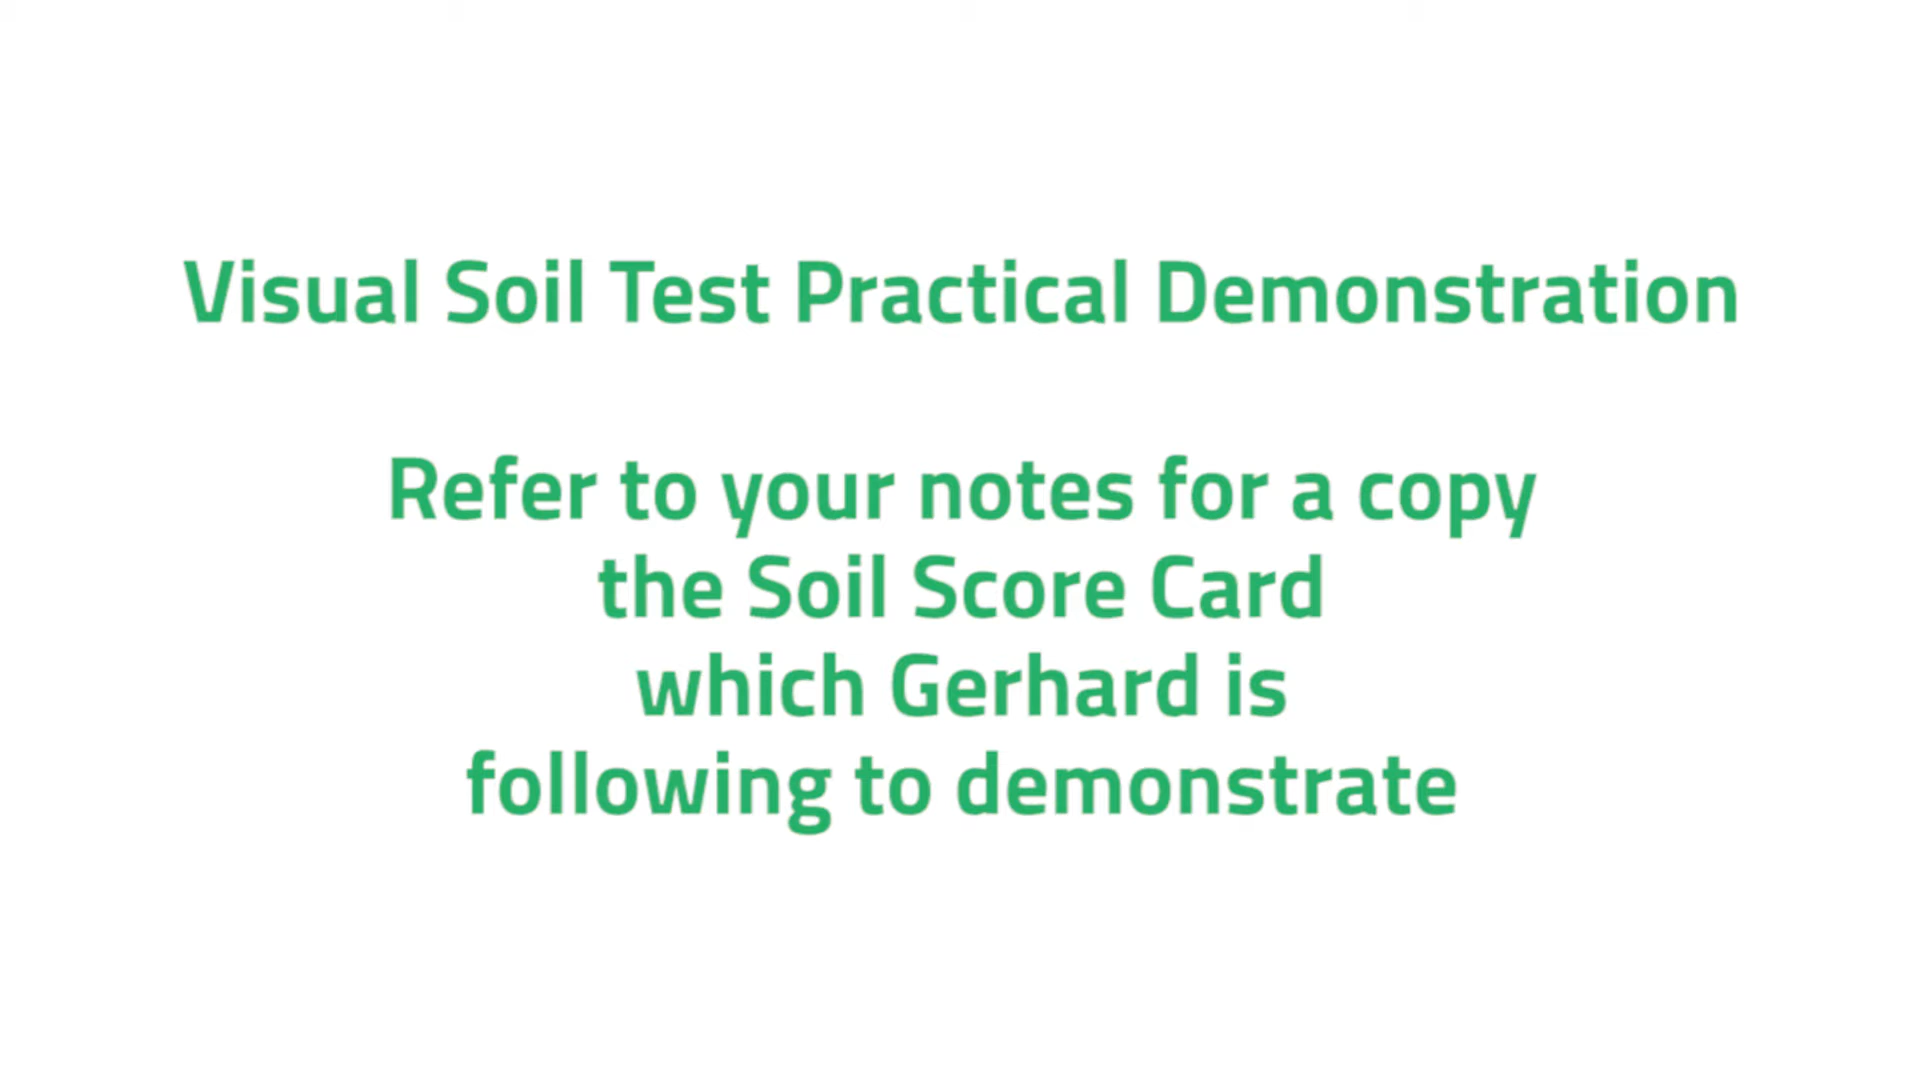 Visual Soil Test Practical Demonstration
Refer to your notes for a copy
the Soil Score Card
which Gerhard is
following to demonstrate